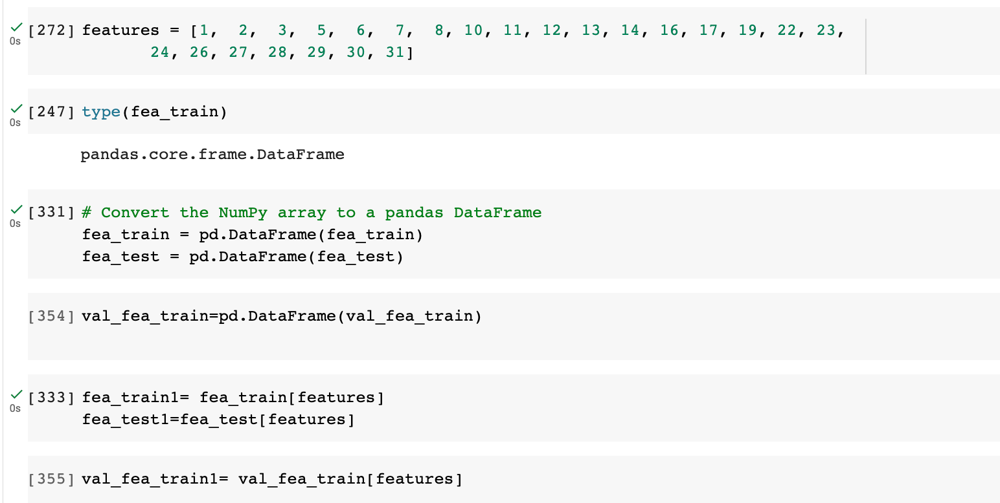 [272] features = [1,  2,  3,  5,  6,  7,  8, 10, 11, 12, 13, 14, 16, 17, 19, 22, 23,
0s
24, 26, 27, 28, 29, 30, 31]
[247] type(fea_train)
0s
pandas.core.frame.DataFrame
[331] # Convert the NumPy array to a pandas DataFrame
0s
fea_train = pd.DataFrame(fea_train)
fea_test = pd.DataFrame(fea_test)
[354] val_fea_train=pd.DataFrame(val_fea_train)
[333] fea_train1= fea_train[features]
0s
fea_test1=fea_test[features]
[355] val_fea_train1= val_fea_train[features]